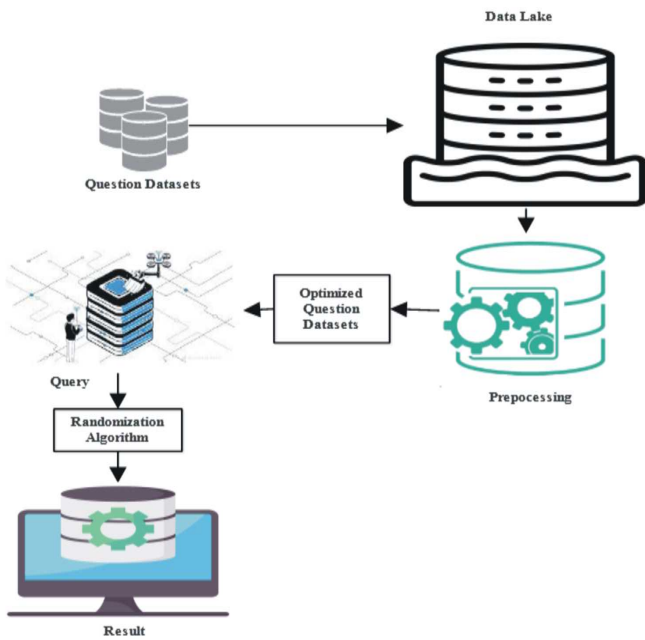 Data Lake
Question Datasets
Optimized
Question
Datasets
Prepocessing
Query
Randomization
Algorithm
Result